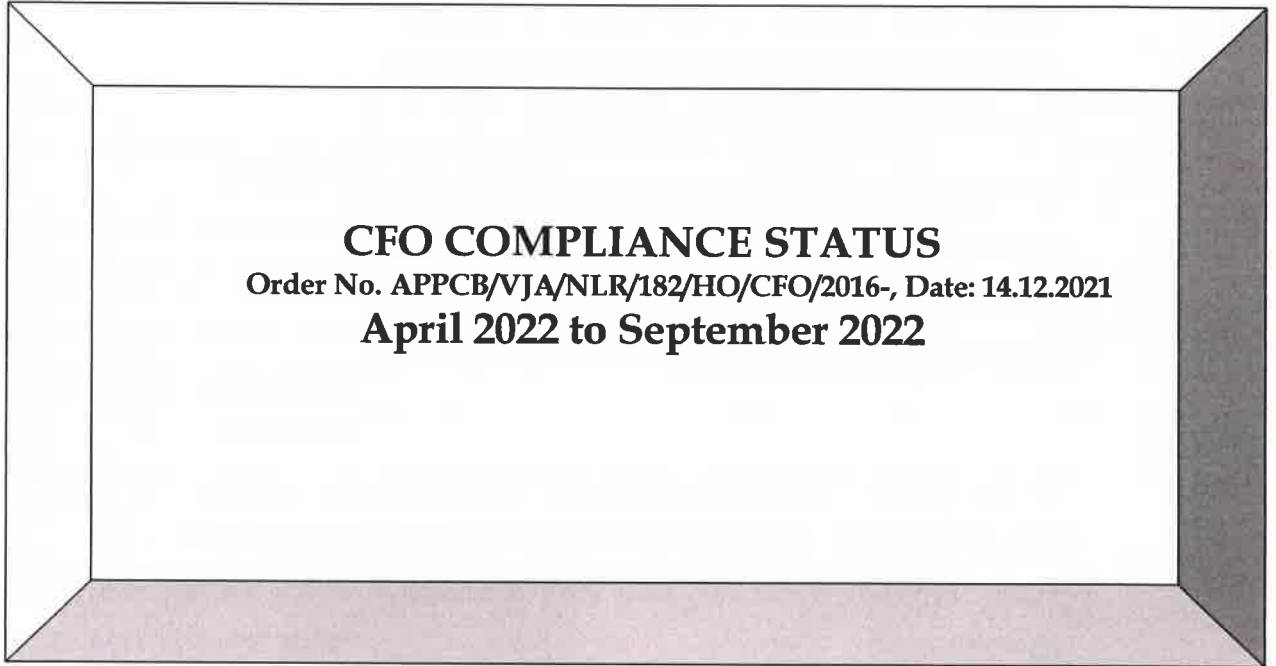 CFO COMPLIANCE STATUS
Order No. APPCB/VJA/NLR/182/HO/CFO/2016-, Date: 14.12.2021
April 2022 to September 2022